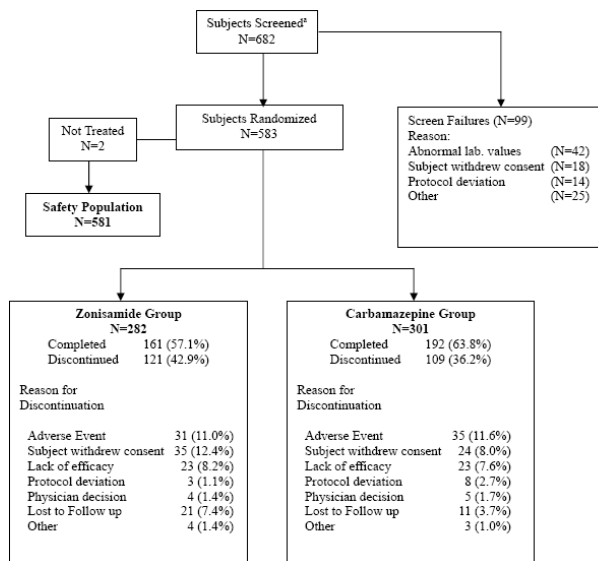 Subjects Screenedª
N=682
Subjects Randomized
583
Not Treated
N=2
Safety Population
N=581
Screen Failures (N=99)
Reason:
Abnormal lab. values (N=42)
Subject withdrew consent (N=18)
Protocol deviation (N=14)
Other (N=25)
Zonisamide Group
N=282
Completed 161 (57.1%)
Discontinued 121 (42.9%)
Reason for
Discontinuation
Adverse Event 31 (11.0%)
Subject withdrew consent 35 (12.4%)
Lack of efficacy 23 (8.2%)
Protocol deviation 3 (1.1%)
Physician decision 4 (1.4%)
Lost to Follow up 21 (7.4%)
Other 4 (1.4%)
Carbamazepine Group
N=301
Completed 192 (63.8%)
Discontinued 109 (36.2%)
Reason for
Discontinuation
Adverse Event 35 (11.6%)
Subject withdrew consent 24 (8.0%)
Lack of efficacy 23 (7.6%)
Protocol deviation 8 (2.7%)
Physician decision 5 (1.7%)
Lost to Follow up 11 (3.7%)
Other 3 (1.0%)